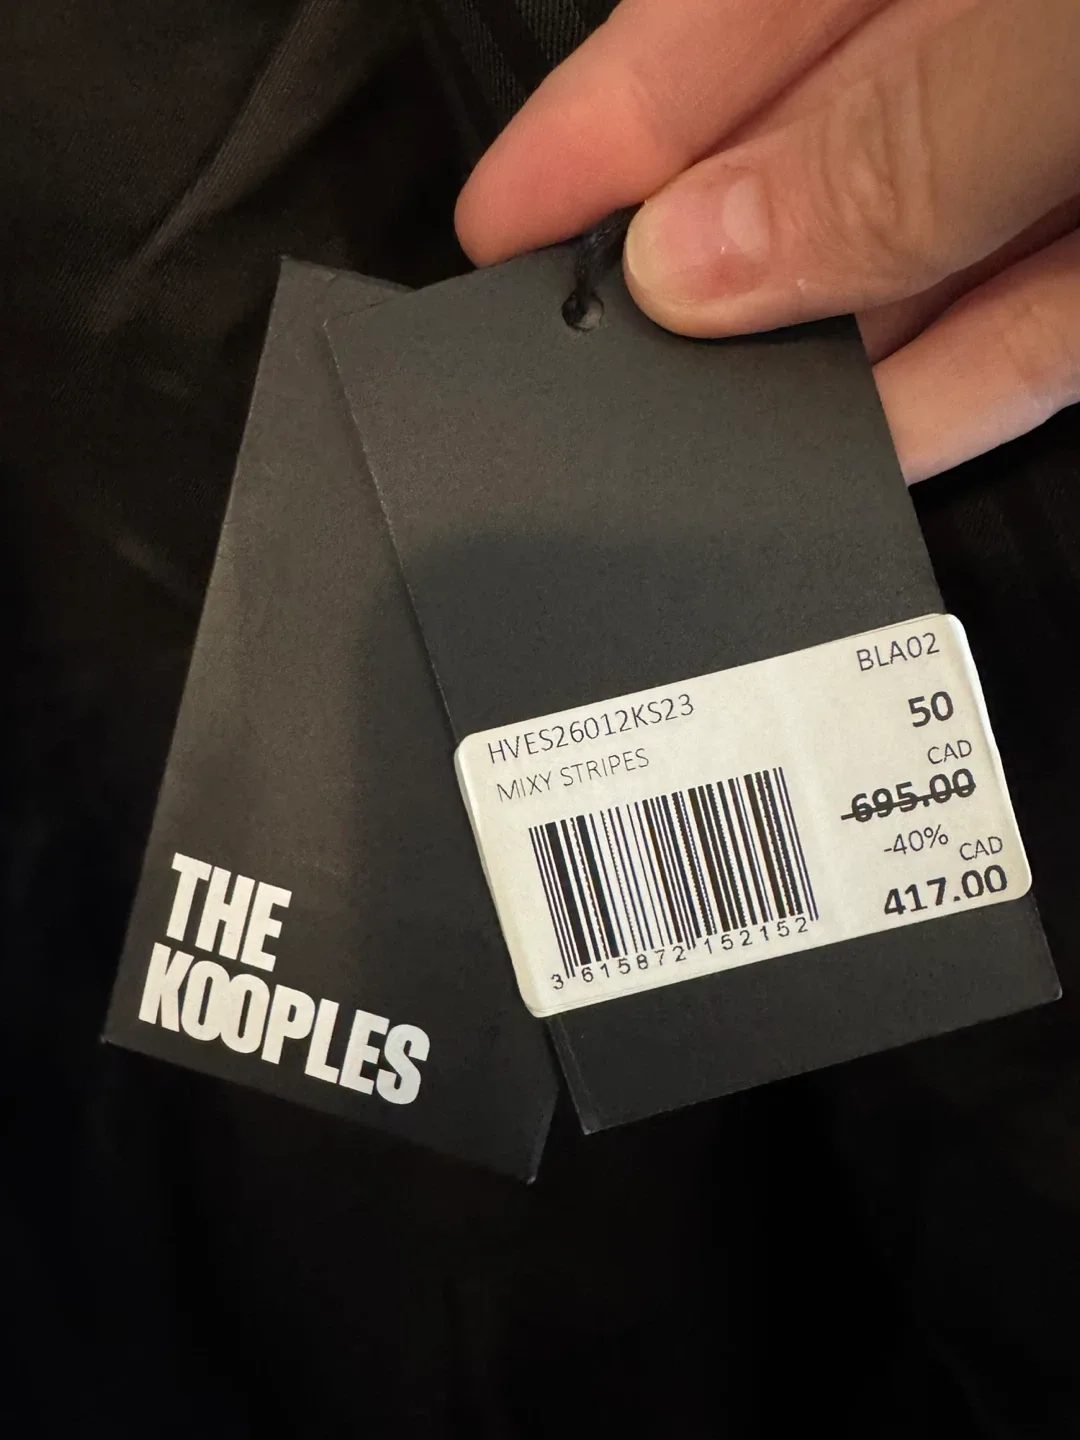 THE
KOOPLES
HVES26012KS23
BLA02
MIXY STRIPES
50
CAD
695.00
-40%
CAD
417.00
3 615872 152152